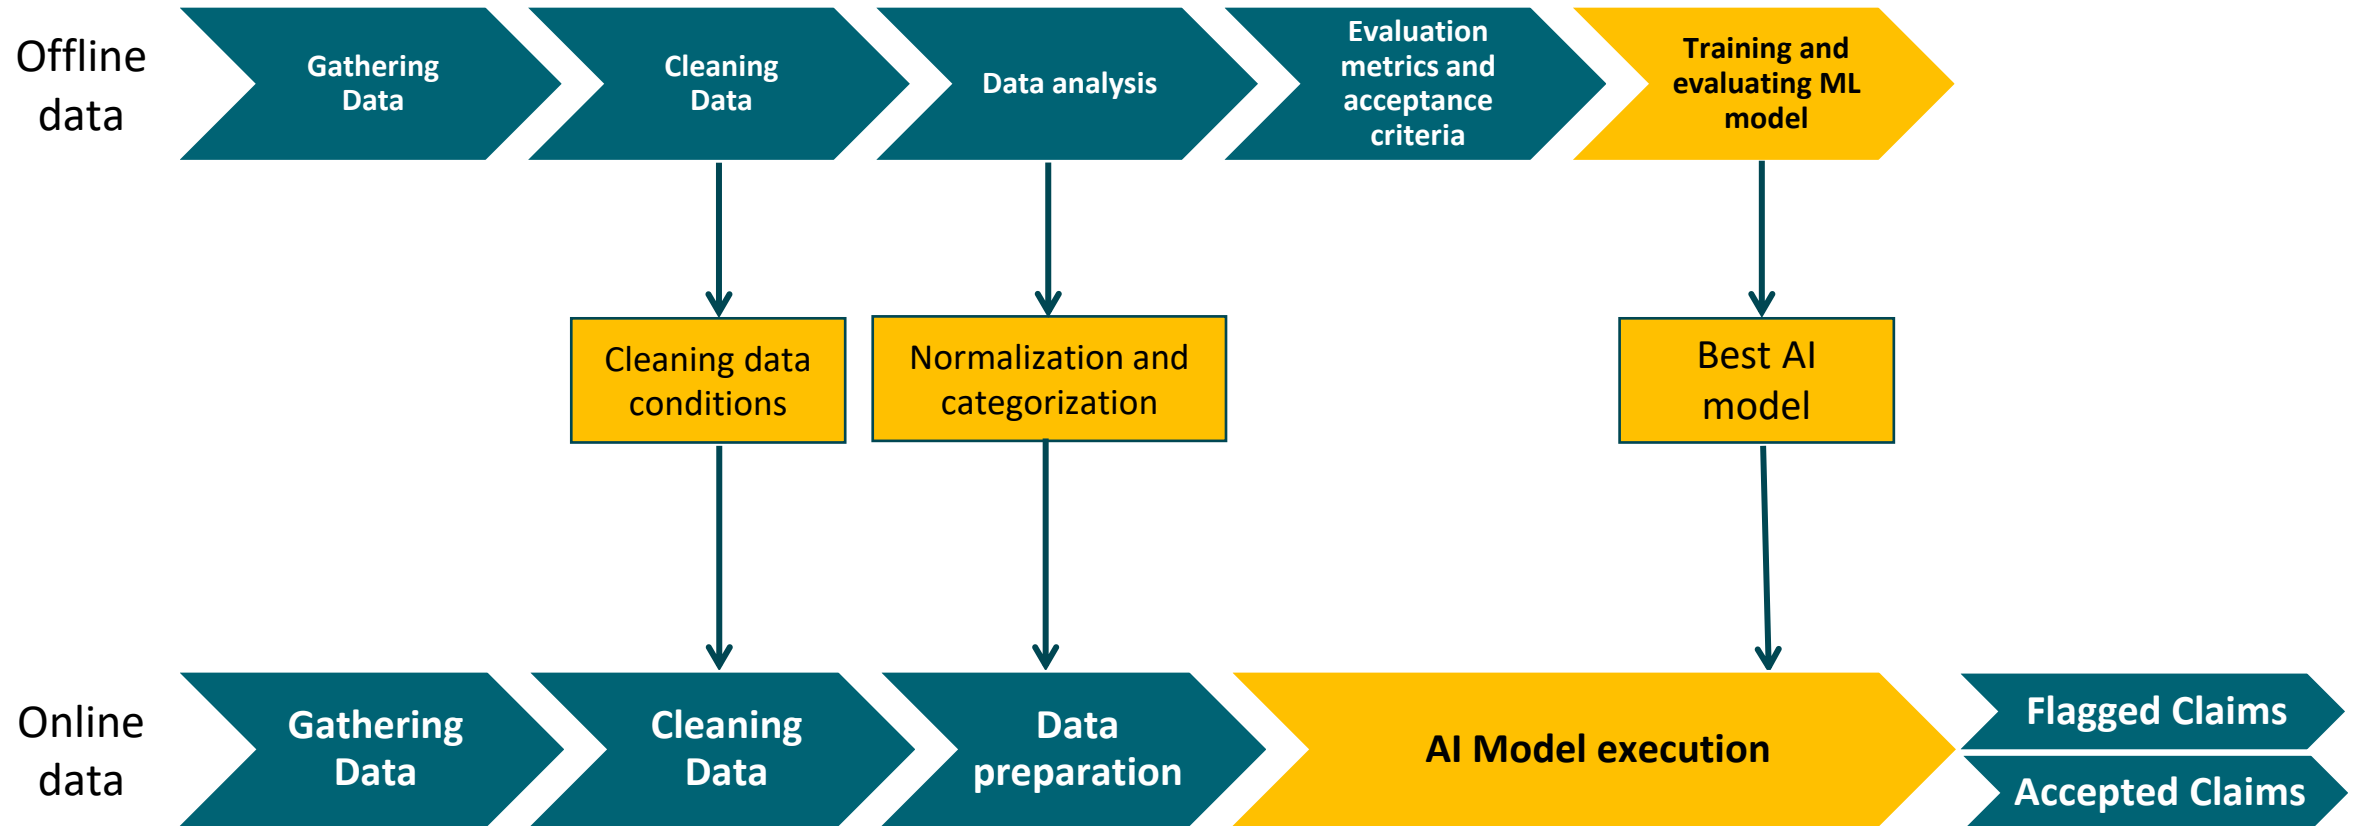 Offline
data
Gathering
Data
Cleaning
Data
Data analysis
Evaluation
metrics and
acceptance
criteria
Training and
evaluating ML
model
Cleaning data
conditions
Normalization and
categorization
Best AI
model
Online
data
Gathering
Data
Cleaning
Data
Data
preparation
AI Model execution
Flagged Claims
Accepted Claims